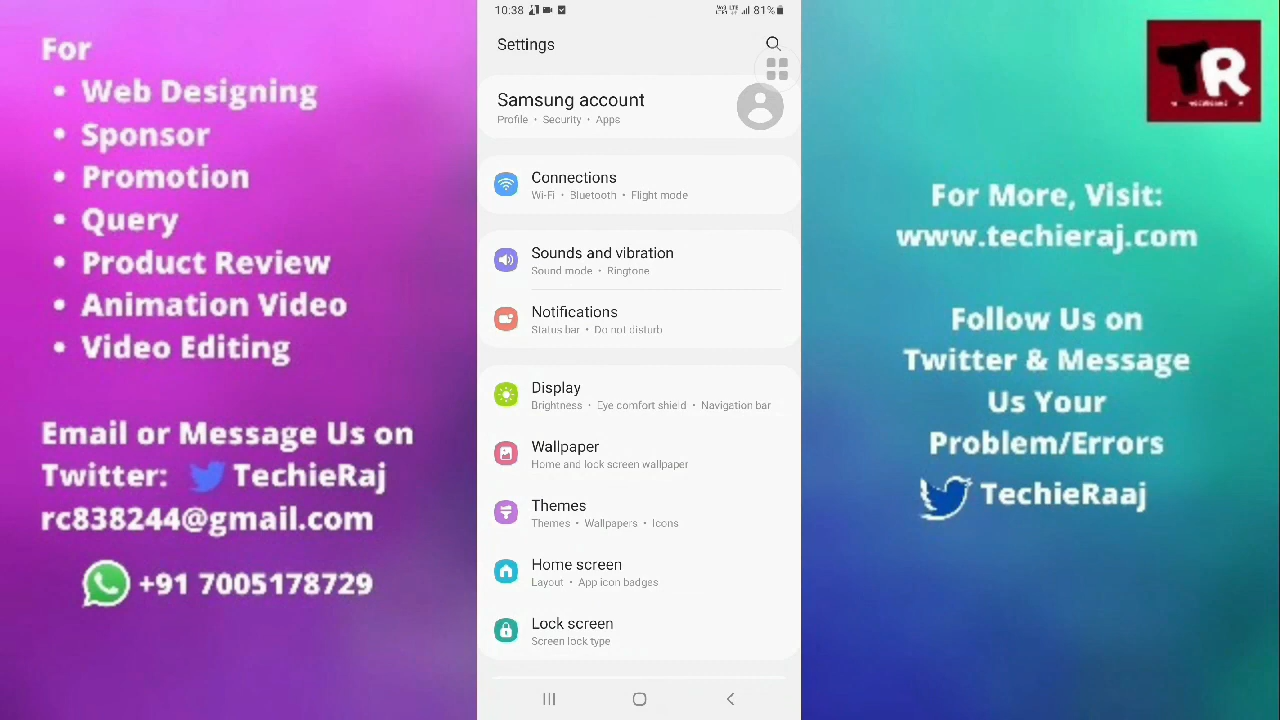 For
• Web Designing
• Sponsor
• Promotion
• Query
• Product Review
• Animation Video
• Video Editing
Email or Message Us on
Twitter: TechieRaj
rc838244@gmail.com
+91 7005178729
10:38
81%
Settings
Samsung account
Profile • Security • Apps
Connections
Wi-Fi • Bluetooth • Flight mode
Sounds and vibration
Sound mode • Ringtone
Notifications
Status bar • Do not disturb
Display
Brightness • Eye comfort shield • Navigation bar
Wallpaper
Home and lock screen wallpaper
Themes
Themes • Wallpapers • Icons
Home screen
Layout • App icon badges
Lock screen
Screen lock type
TR
For More, Visit:
www.techieraj.com
Follow Us on
Twitter & Message
Us Your
Problem/Errors
TechieRaaj